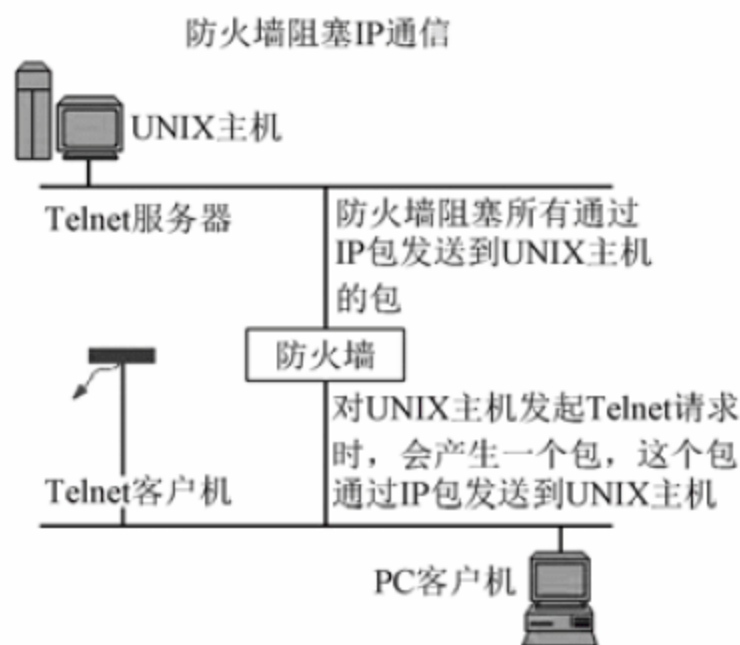 防火墙阻塞IP通信
UNIX主机
Telnet服务器
防火墙阻塞所有通过
IP包发送到UNIX主机
的包
防火墙
对UNIX主机发起Telnet请求
时，会产生一个包，这个包
通过IP包发送到UNIX主机
Telnet客户机
PC客户机